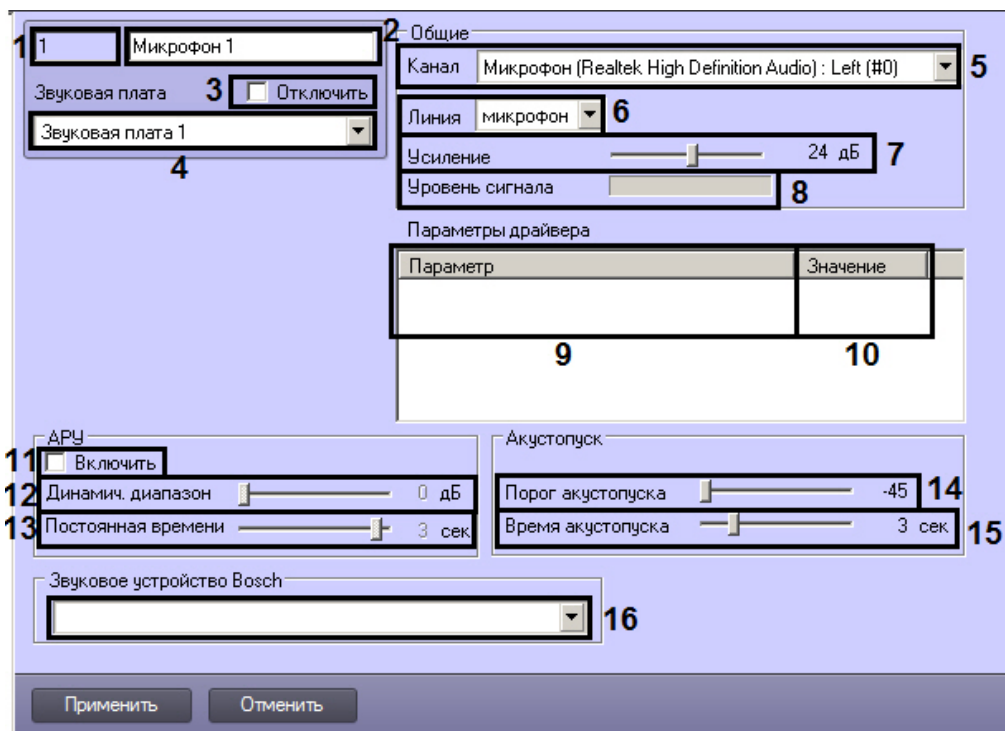 1 1 Микрофон 1 2
Звуковая плата 3 Отключить
Звуковая плата 1
4
Общие
Канал Микрофон (Realtek High Definition Audio) : Left (#0) 5
Линия микрофон 6
Усиление 24 дБ 7
Уровень сигнала 8
Параметры драйвера
Параметр Значение
9 10
АРУ
11 Включить
12 Динамич. диапазон 0 дБ
13 Постоянная времени 3 сек
Акустопуск
Порог акустопуска -45 14
Время акустопуска 3 сек 15
Звуковое устройство Bosch
16
Применить Отменить